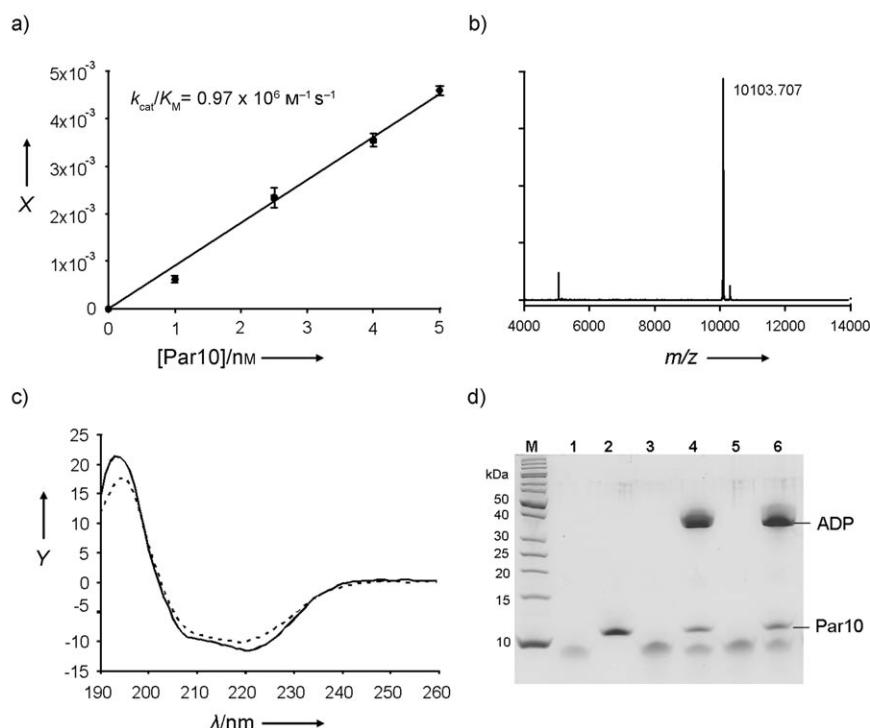 a)
5x10⁻³
4x10⁻³
3x10⁻³
2x10⁻³
1x10⁻³
0
X
k_cat/K_M = 0.97 x 10⁶ M⁻¹ s⁻¹
0 1 2 3 4 5
[Par10]/nM
b)
10103.707
4000 6000 8000 10000 12000 14000
m/z
c)
25
20
15
10
5
0
-5
-10
-15
Y
190 200 210 220 230 240 250 260
λ/nm
d)
M 1 2 3 4 5 6
kDa
50
40
30
25
20
15
10
ADP
Par10